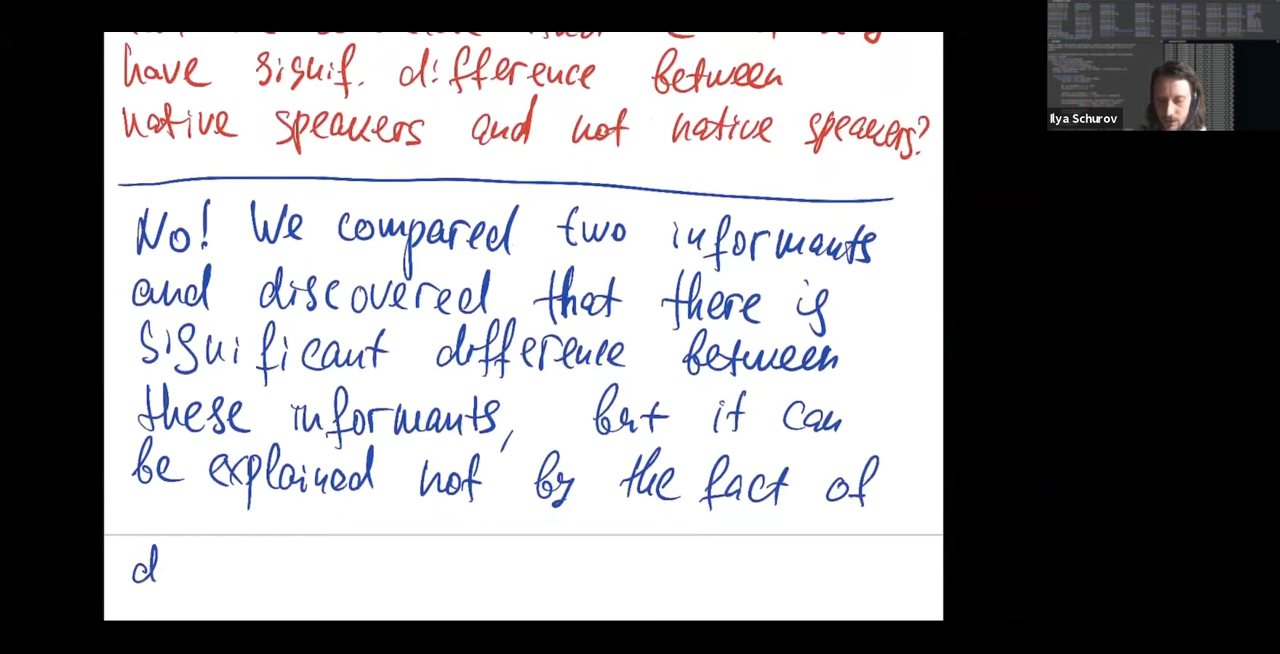 have signif. difference between
native speakers and not native speakers?
No! We compared two informants
and discovered that there is
significant difference between
these informants, but it can
be explained not by the fact of
d
Ilya Schurov